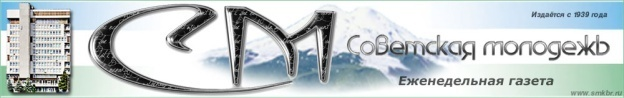 Издаётся с 1939 года
СМ
Советская молодежь
Еженедельная газета
www.smkbr.ru